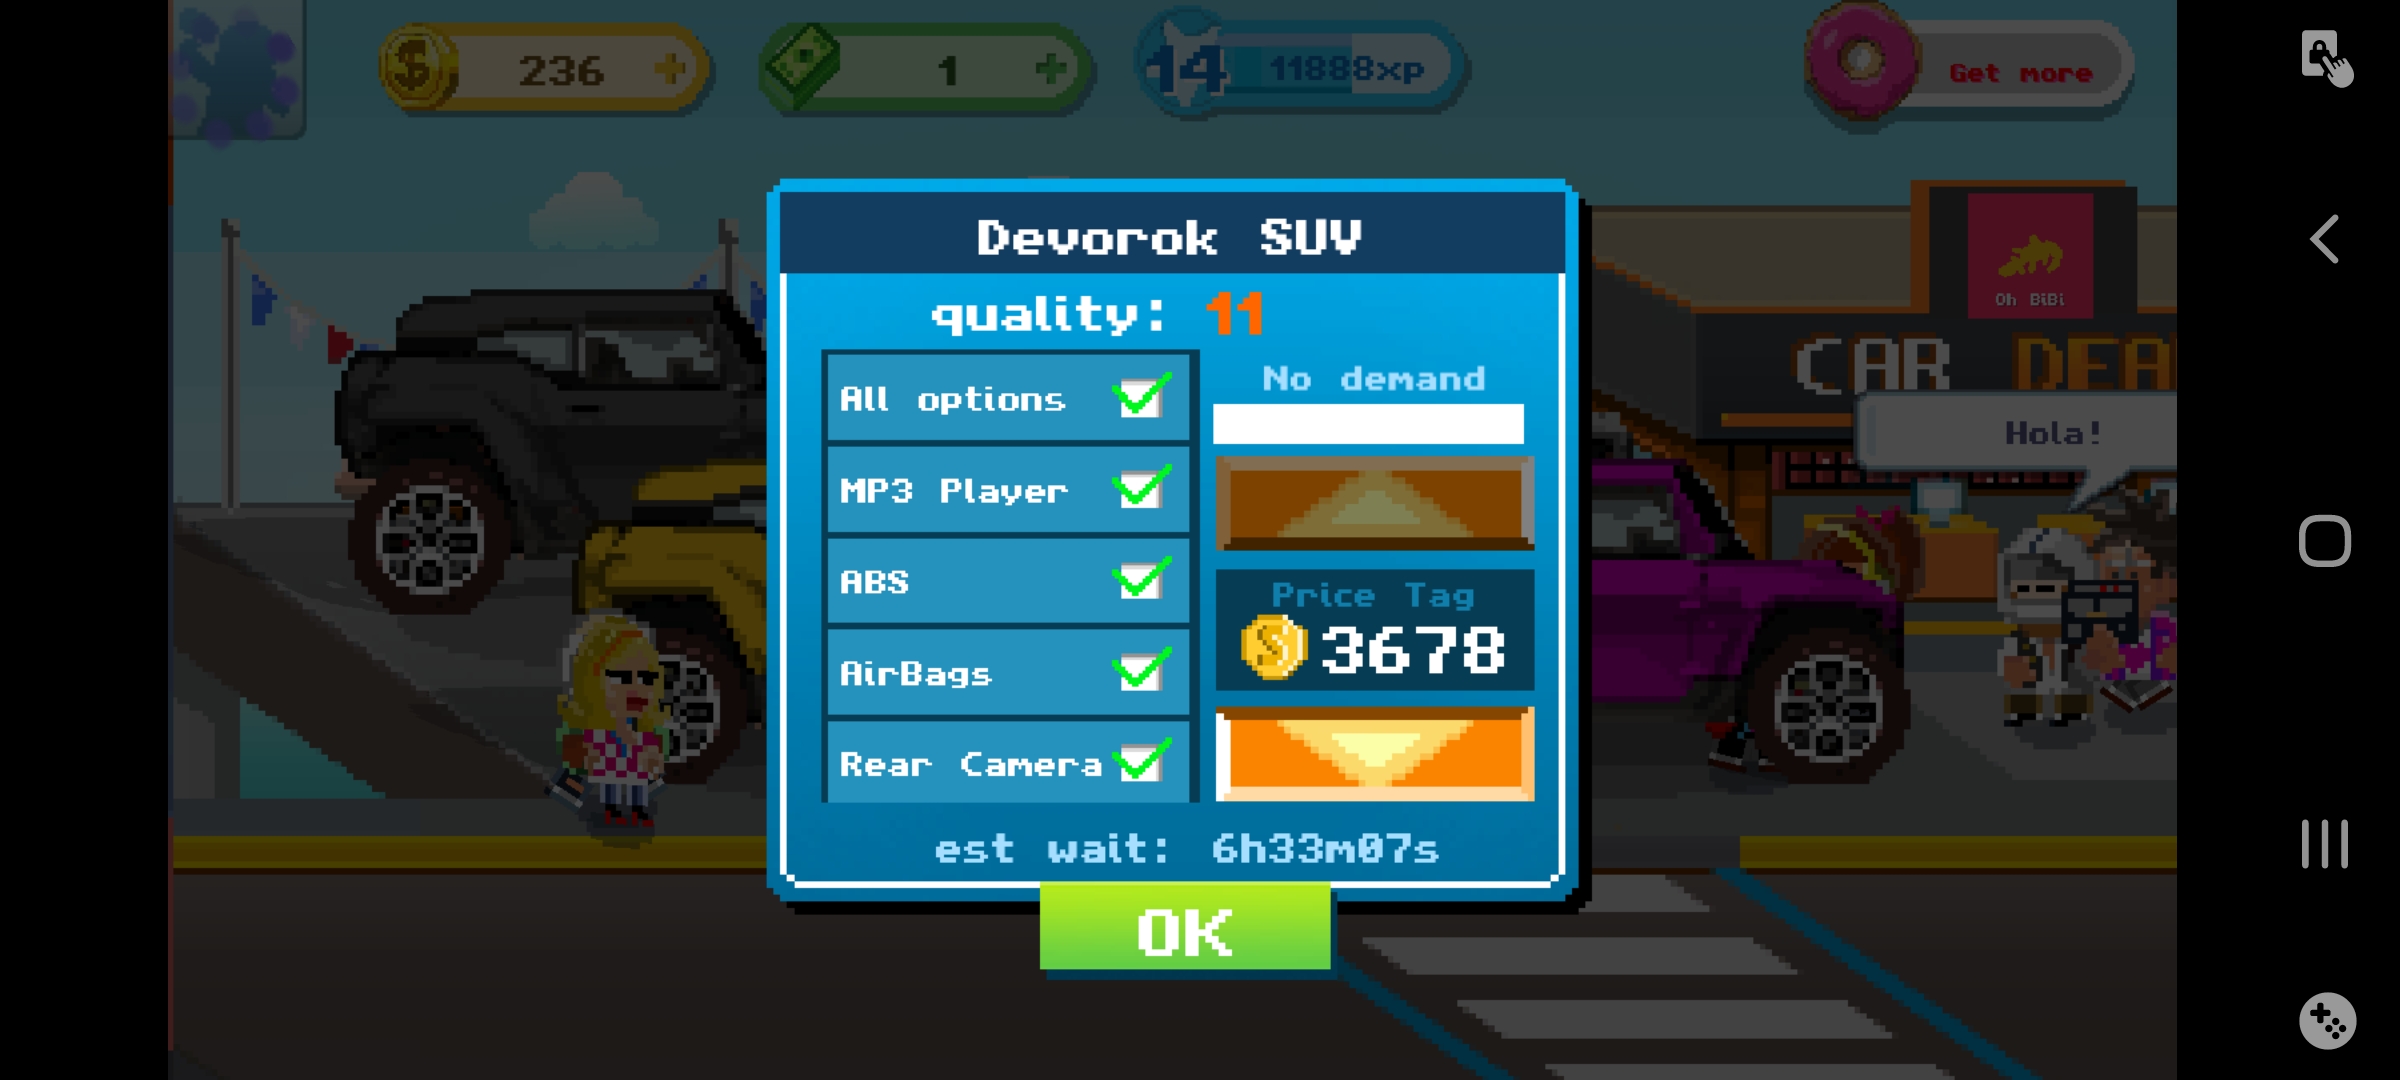 236
1
14
11888xp
Get more
Devorok SUV
quality: 11
All options
MP3 Player
ABS
AirBags
Rear Camera
No demand
Price Tag
3678
est wait: 6h33m07s
OK
Oh BiBi
CAR DEA
Hola!